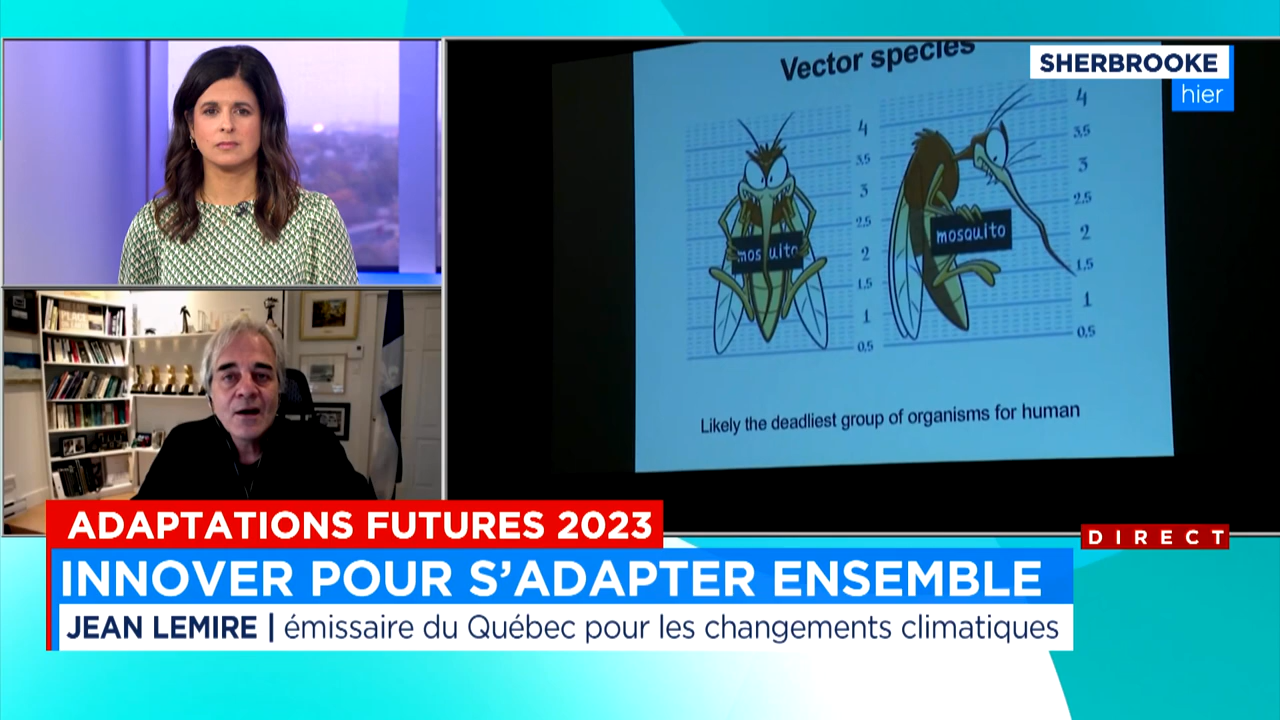 Vector species
SHERBROOKE
hier
4
3.5
3
2.5
2
1.5
1
0.5
mosquito
4
3.5
3
2.5
2
1.5
1
0.5
mosquito
Likely the deadliest group of organisms for human
ADAPTATIONS FUTURES 2023
DIRECT
INNOVER POUR S'ADAPTER ENSEMBLE
JEAN LEMIRE | émissaire du Québec pour les changements climatiques